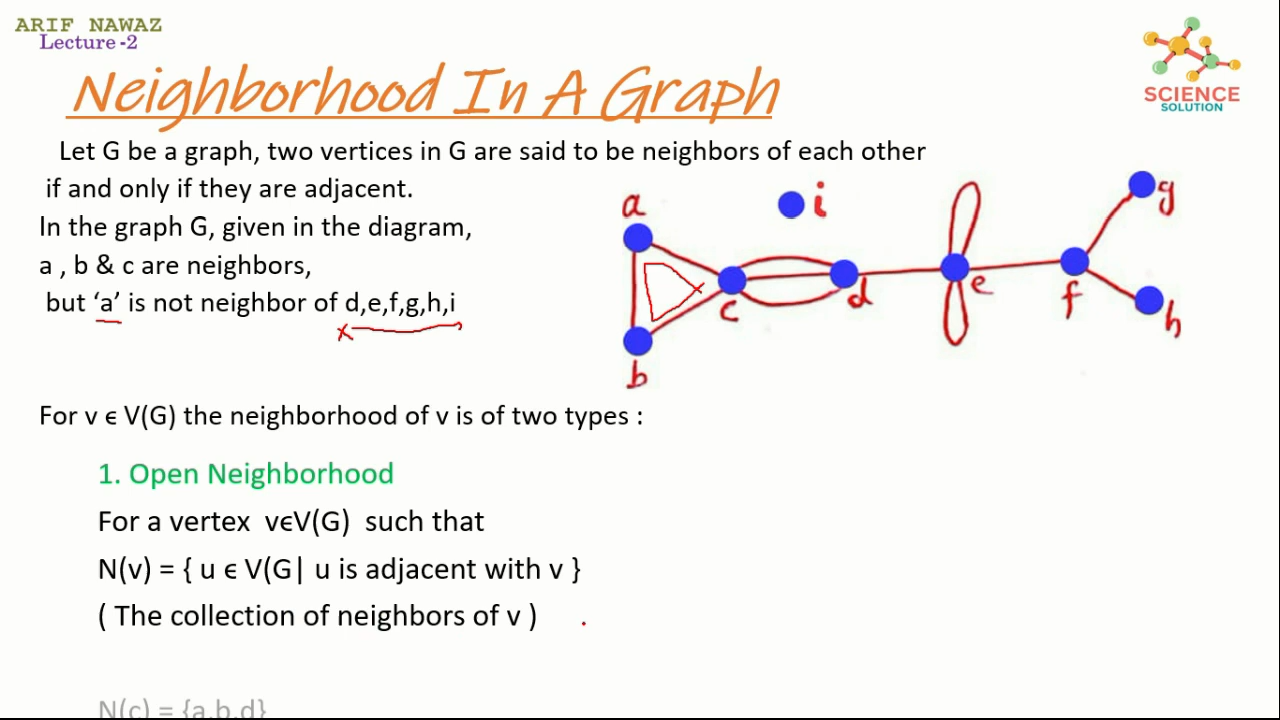 ARIF NAWAZ
Lecture -2
SCIENCE
SOLUTION
Neighborhood In A Graph
Let G be a graph, two vertices in G are said to be neighbors of each other
if and only if they are adjacent.
In the graph G, given in the diagram,
a , b & c are neighbors,
but ‘a’ is not neighbor of d,e,f,g,h,i
a
i
g
c
d
e
f
h
b
For v ϵ V(G) the neighborhood of v is of two types :
1. Open Neighborhood
For a vertex vϵV(G) such that
N(v) = { u ϵ V(G| u is adjacent with v }
( The collection of neighbors of v )
N(c) = {a,b,d}